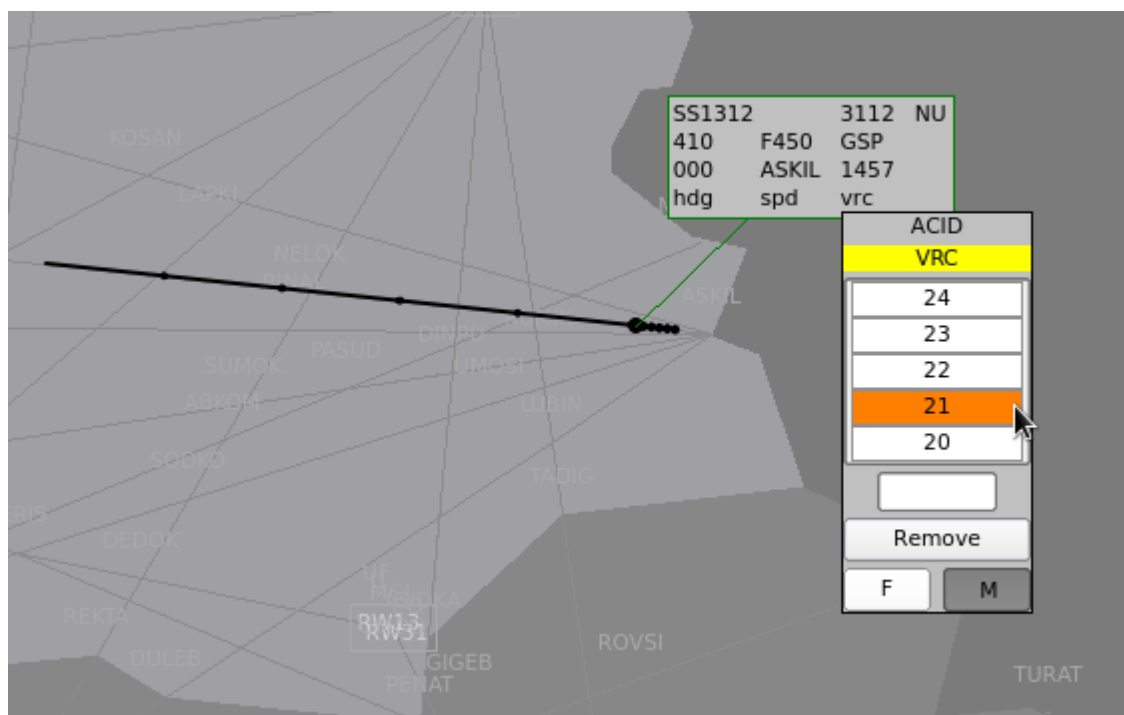 KOSAN
LAPKI
NELOK
ASKIL
DINPU
PASUD
SUMOK
UMOSI
ABKOM
LUBIN
SODKO
TADIG
DEDOK
UF
REKTA
RW13
RW31
ROVSI
DULEB
GIGEB
PENAT
TURAT
SS1312 3112 NU
410 F450 GSP
000 ASKIL 1457
hdg spd vrc
ACID
VRC
24
23
22
21
20
Remove
F M